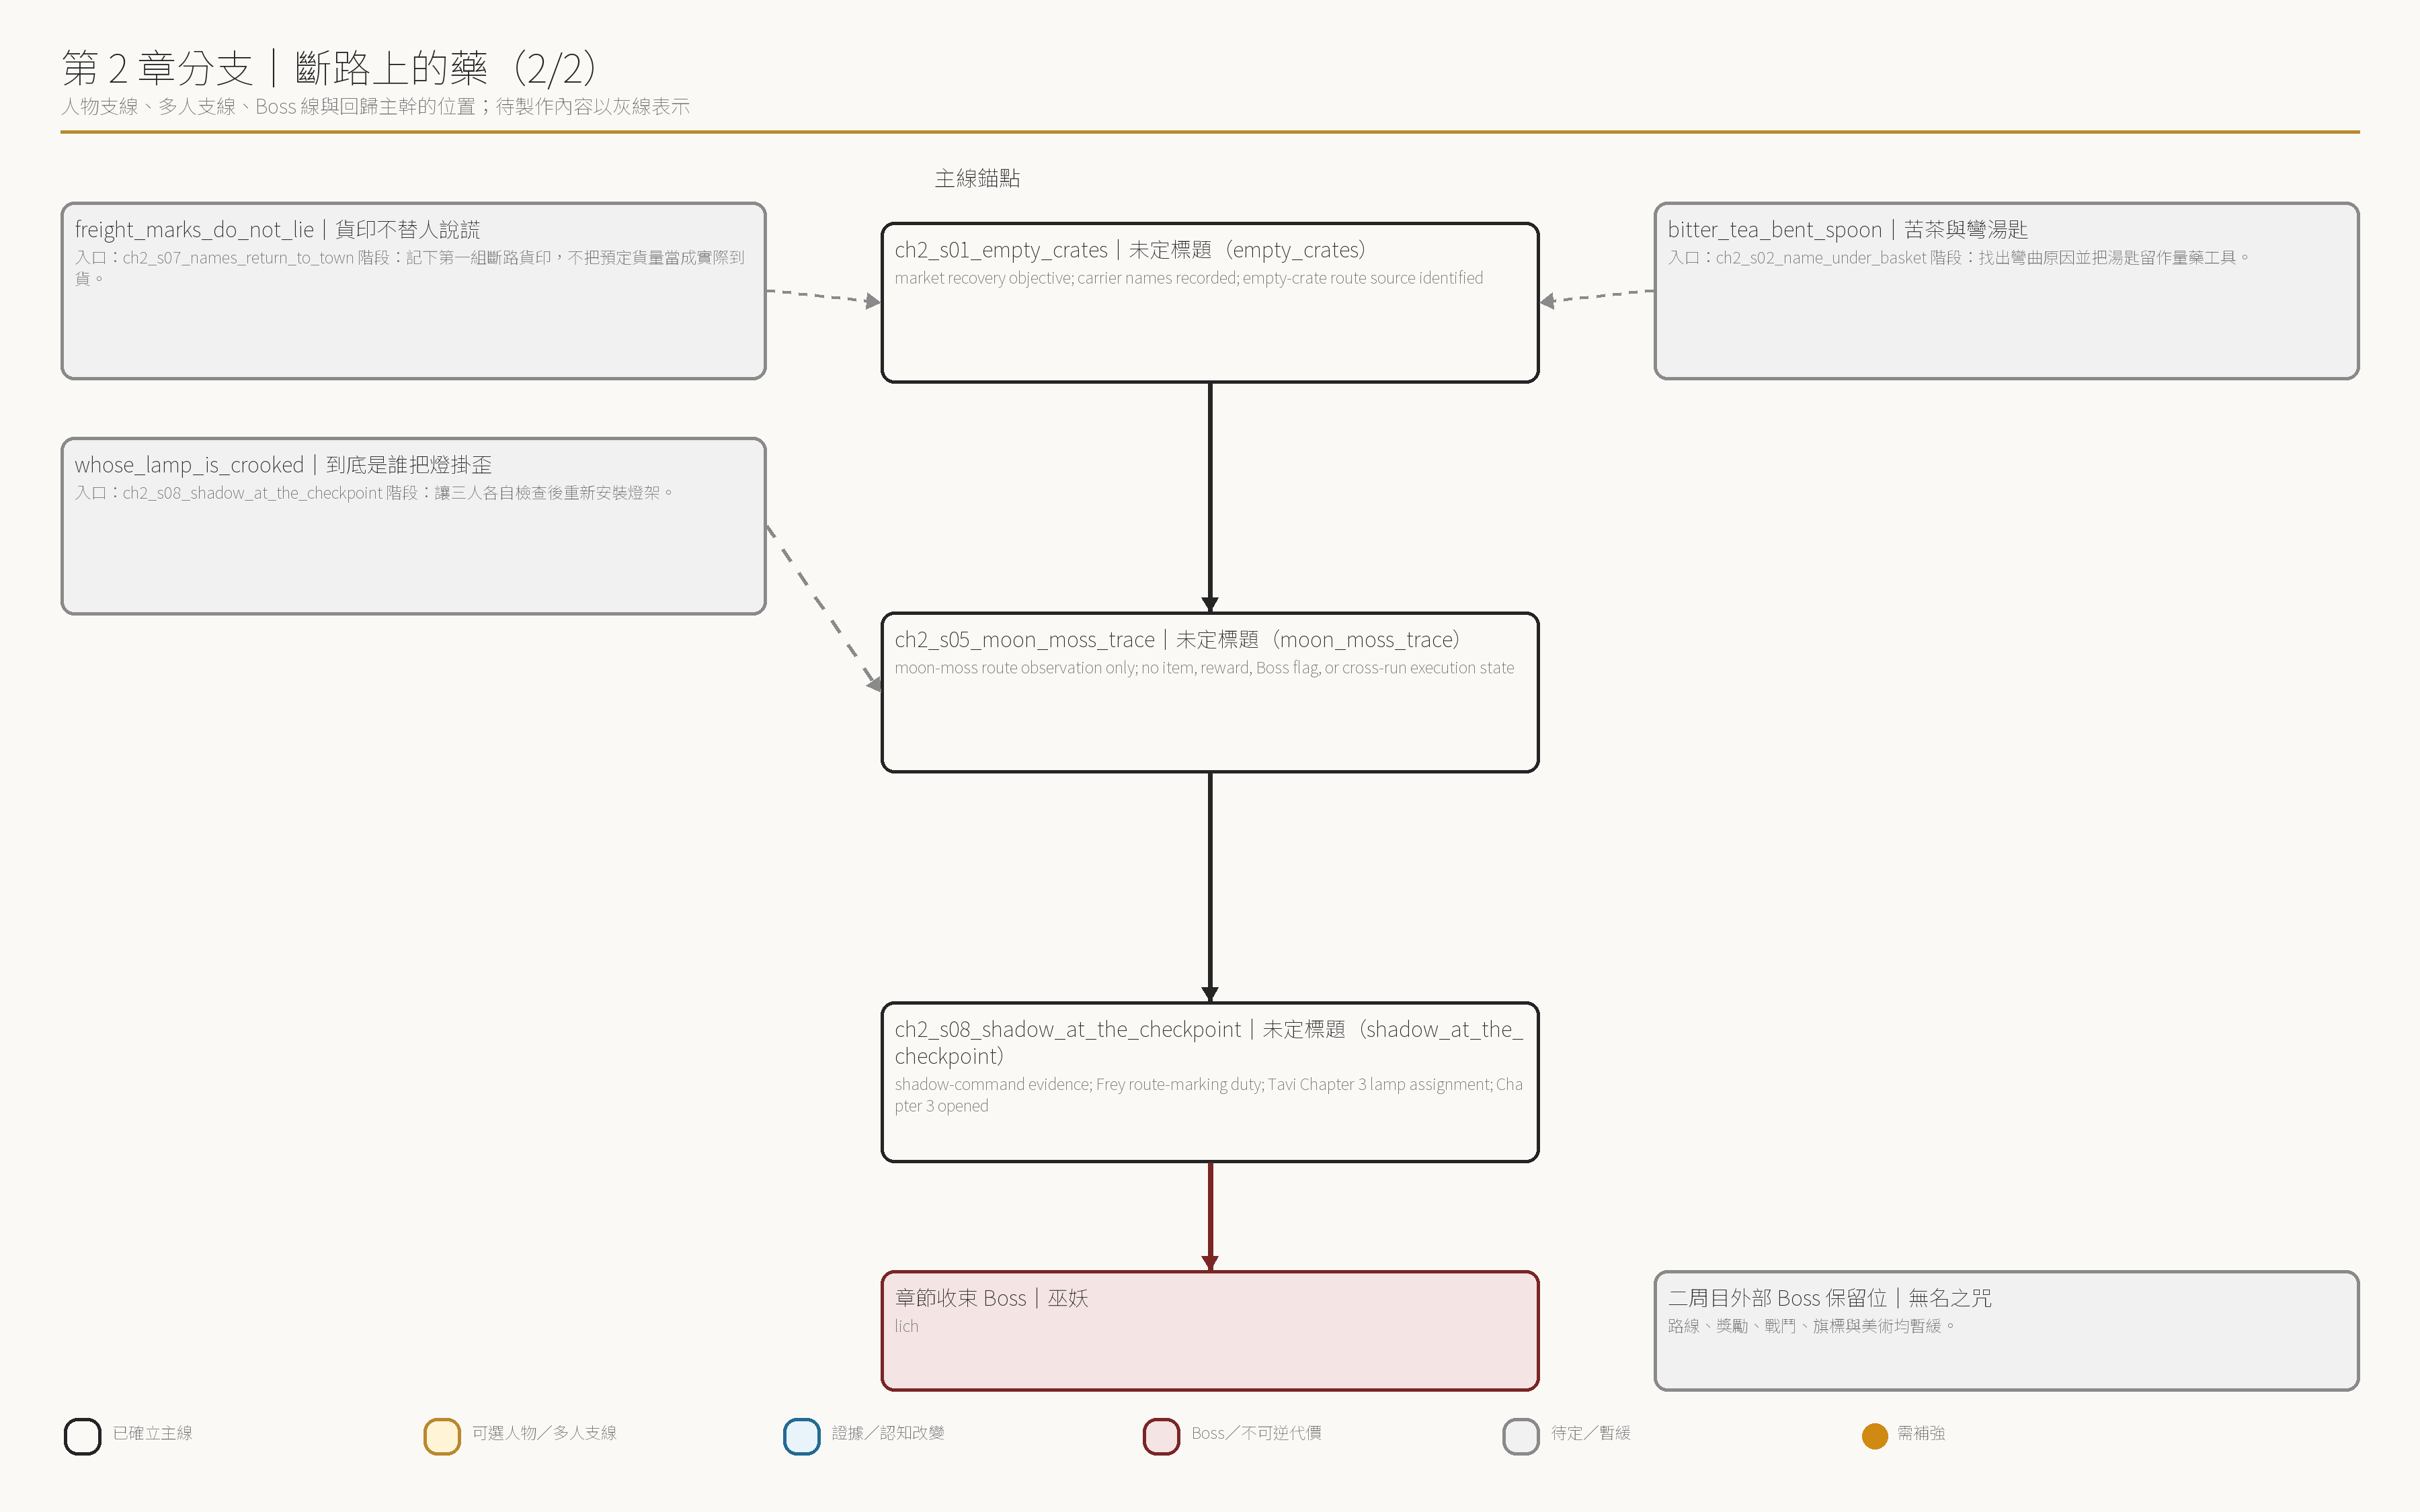 第 2 章分支｜斷路上的藥（2/2）
人物支線、多人支線、Boss 線與回歸主幹的位置；待製作內容以灰線表示
主線錨點
freight_marks_do_not_lie｜貨印不替人說謊
入口：ch2_s07_names_return_to_town 階段：記下第一組斷路貨印，不把預定貨量當成實際到
貨。
ch2_s01_empty_crates｜未定標題（empty_crates）
market recovery objective; carrier names recorded; empty-crate route source identified
bitter_tea_bent_spoon｜苦茶與彎湯匙
入口：ch2_s02_name_under_basket 階段：找出彎曲原因並把湯匙留作量藥工具。
whose_lamp_is_crooked｜到底是誰把燈掛歪
入口：ch2_s08_shadow_at_the_checkpoint 階段：讓三人各自檢查後重新安裝燈架。
ch2_s05_moon_moss_trace｜未定標題（moon_moss_trace）
moon-moss route observation only; no item, reward, Boss flag, or cross-run execution state
ch2_s08_shadow_at_the_checkpoint｜未定標題（shadow_at_the_
checkpoint）
shadow-command evidence; Frey route-marking duty; Tavi Chapter 3 lamp assignment; Cha
pter 3 opened
章節收束 Boss｜巫妖
lich
二周目外部 Boss 保留位｜無名之咒
路線、獎勵、戰鬥、旗標與美術均暫緩。
已確立主線
可選人物／多人支線
證據／認知改變
Boss／不可逆代價
待定／暫緩
需補強